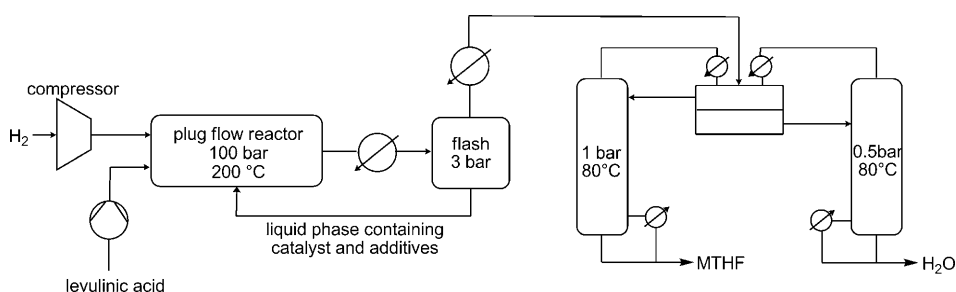 compressor
H₂
plug flow reactor
100 bar
200 °C
flash
3 bar
1 bar
80°C
0.5bar
80°C
liquid phase containing
catalyst and additives
levulinic acid
MTHF
H₂O